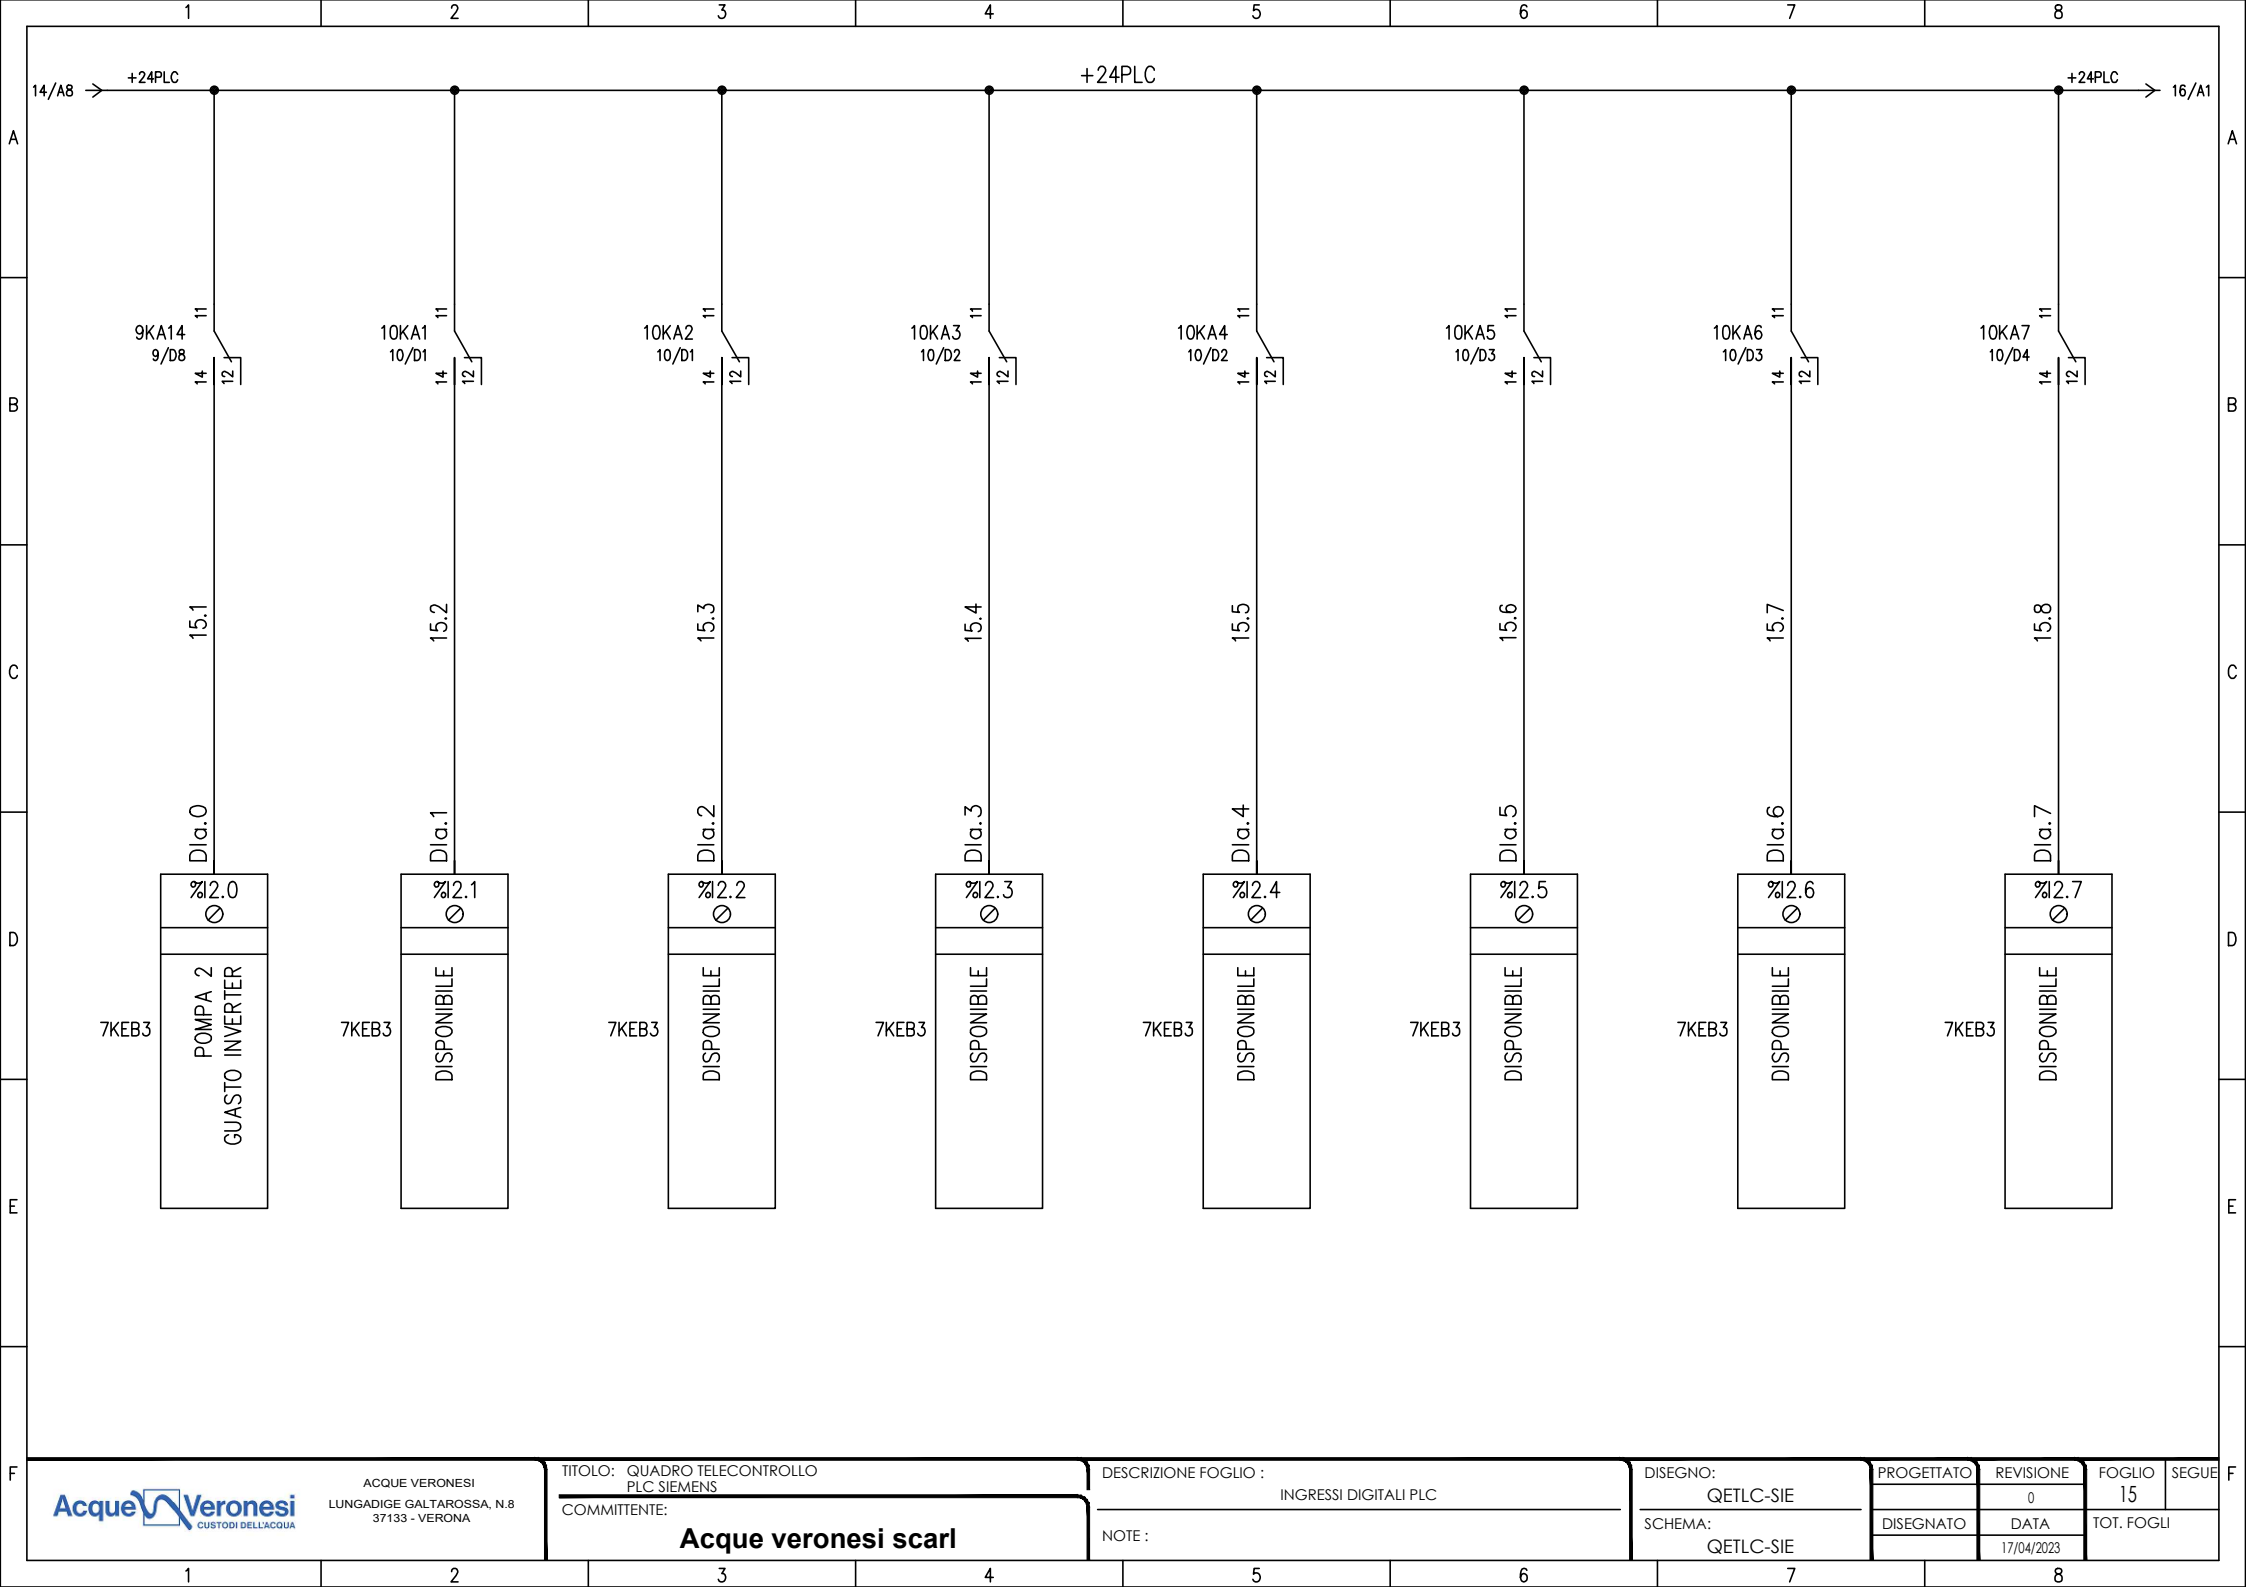 1 2 3 4 5 6 7 8
14/A8 +24PLC +24PLC +24PLC 16/A1
A A
11 11 11 11 11 11 11 11
9KA14 10KA1 10KA2 10KA3 10KA4 10KA5 10KA6 10KA7
9/D8 10/D1 10/D1 10/D2 10/D2 10/D3 10/D3 10/D4
14 12 14 12 14 12 14 12 14 12 14 12 14 12 14 12
B B
15.1 15.2 15.3 15.4 15.5 15.6 15.7 15.8
C C
DIa.0 DIa.1 DIa.2 DIa.3 DIa.4 DIa.5 DIa.6 DIa.7
%I2.0 %I2.1 %I2.2 %I2.3 %I2.4 %I2.5 %I2.6 %I2.7
D D
7KEB3 POMPA 2
GUASTO INVERTER
7KEB3 DISPONIBILE
7KEB3 DISPONIBILE
7KEB3 DISPONIBILE
7KEB3 DISPONIBILE
7KEB3 DISPONIBILE
7KEB3 DISPONIBILE
7KEB3 DISPONIBILE
E E
F F
Acque Veronesi
CUSTODI DELL'ACQUA
ACQUE VERONESI
LUNGADIGE GALTAROSSA, N.8
37133 - VERONA
TITOLO: QUADRO TELECONTROLLO
PLC SIEMENS
COMMITTENTE:
Acque veronesi scarl
DESCRIZIONE FOGLIO :
INGRESSI DIGITALI PLC
NOTE :
DISEGNO:
QETLC-SIE
SCHEMA:
QETLC-SIE
PROGETTATO
DISEGNATO
REVISIONE
0
DATA
17/04/2023
FOGLIO
15
SEGUE
TOT. FOGLI
1 2 3 4 5 6 7 8